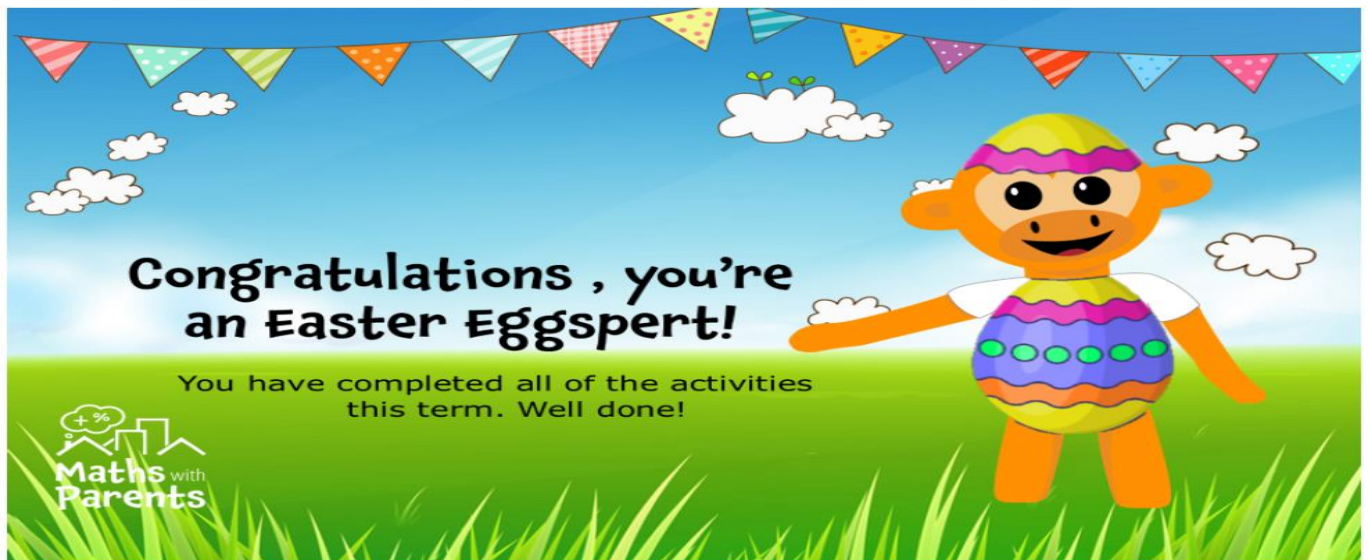 Congratulations , you're
an Easter Eggspert!
You have completed all of the activities
this term. Well done!
+ %
Maths with
Parents